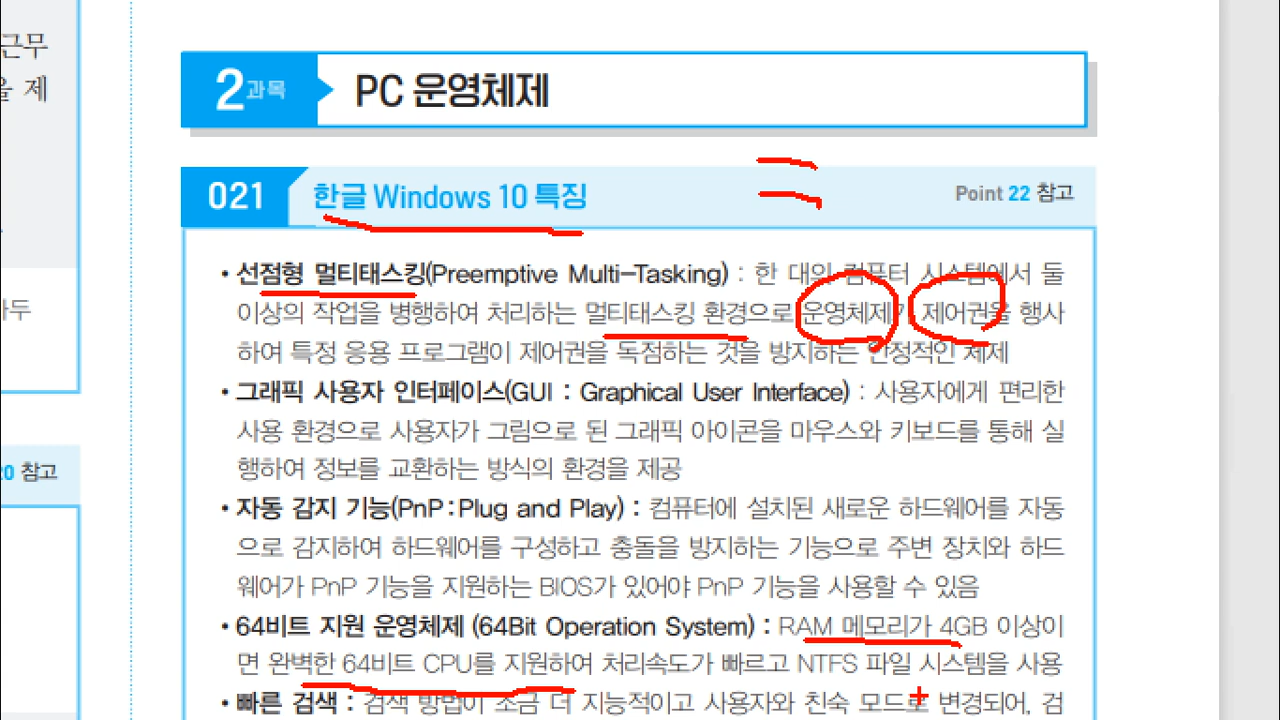 근무
을 제
2과목 PC 운영체제
021 한글 Windows 10 특징 Point 22 참고
• 선점형 멀티태스킹(Preemptive Multi-Tasking) : 한 대의 컴퓨터 시스템에서 둘
이상의 작업을 병행하여 처리하는 멀티태스킹 환경으로 운영체제가 제어권을 행사
하여 특정 응용 프로그램이 제어권을 독점하는 것을 방지하는 안정적인 체제
• 그래픽 사용자 인터페이스(GUI : Graphical User Interface) : 사용자에게 편리한
사용 환경으로 사용자가 그림으로 된 그래픽 아이콘을 마우스와 키보드를 통해 실
행하여 정보를 교환하는 방식의 환경을 제공
• 자동 감지 기능(PnP : Plug and Play) : 컴퓨터에 설치된 새로운 하드웨어를 자동
으로 감지하여 하드웨어를 구성하고 충돌을 방지하는 기능으로 주변 장치와 하드
웨어가 PnP 기능을 지원하는 BIOS가 있어야 PnP 기능을 사용할 수 있음
• 64비트 지원 운영체제 (64Bit Operation System) : RAM 메모리가 4GB 이상이
면 완벽한 64비트 CPU를 지원하여 처리속도가 빠르고 NTFS 파일 시스템을 사용
• 빠른 검색 : 검색 방법이 조금 더 지능적이고 사용자와 친숙 모드로 변경되어, 검
하두
20 참고